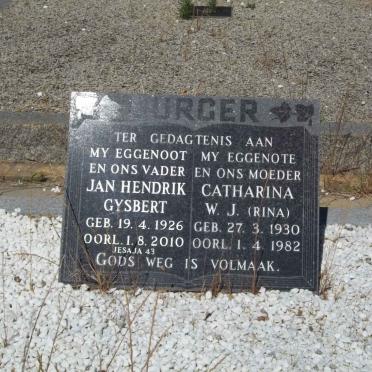 BURGER
TER GEDAGTENIS AAN
MY EGGENOOT MY EGGENOTE
EN ONS VADER EN ONS MOEDER
JAN HENDRIK CATHARINA
GYSBERT W. J. (RINA)
GEB. 19. 4. 1926 GEB. 27. 3. 1930
OORL. 1. 8. 2010 OORL. 1. 4. 1982
JESAJA 43
GODS WEG IS VOLMAAK.